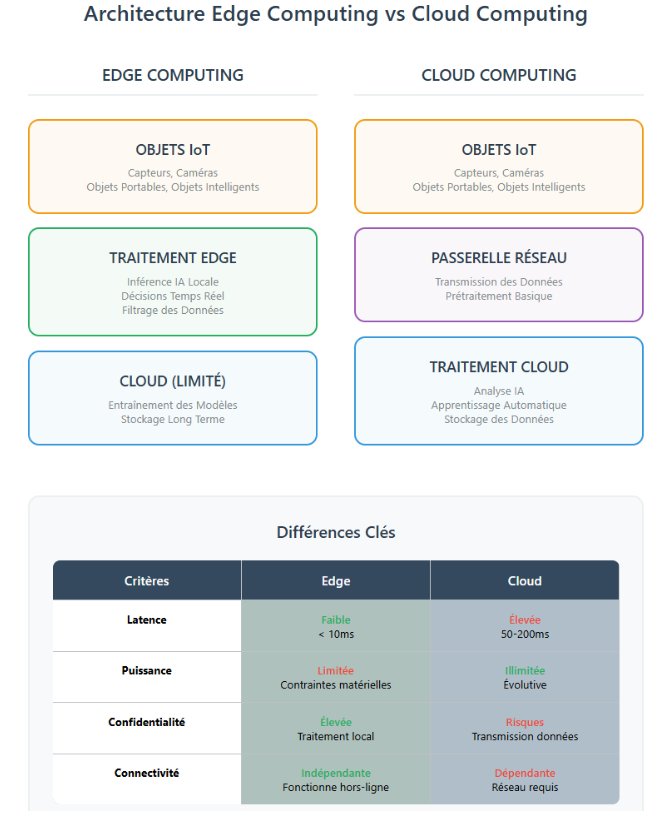 Architecture Edge Computing vs Cloud Computing
EDGE COMPUTING
OBJETS IoT
Capteurs, Caméras
Objets Portables, Objets Intelligents
TRAITEMENT EDGE
Inférence IA Locale
Décisions Temps Réel
Filtrage des Données
CLOUD (LIMITÉ)
Entraînement des Modèles
Stockage Long Terme
CLOUD COMPUTING
OBJETS IoT
Capteurs, Caméras
Objets Portables, Objets Intelligents
PASSERELLE RÉSEAU
Transmission des Données
Prétraitement Basique
TRAITEMENT CLOUD
Analyse IA
Apprentissage Automatique
Stockage des Données
Différences Clés
Critères Edge Cloud
Latence
Faible
< 10ms
Élevée
50-200ms
Puissance
Limitée
Contraintes matérielles
Illimitée
Évolutive
Confidentialité
Élevée
Traitement local
Risques
Transmission données
Connectivité
Indépendante
Fonctionne hors-ligne
Dépendante
Réseau requis